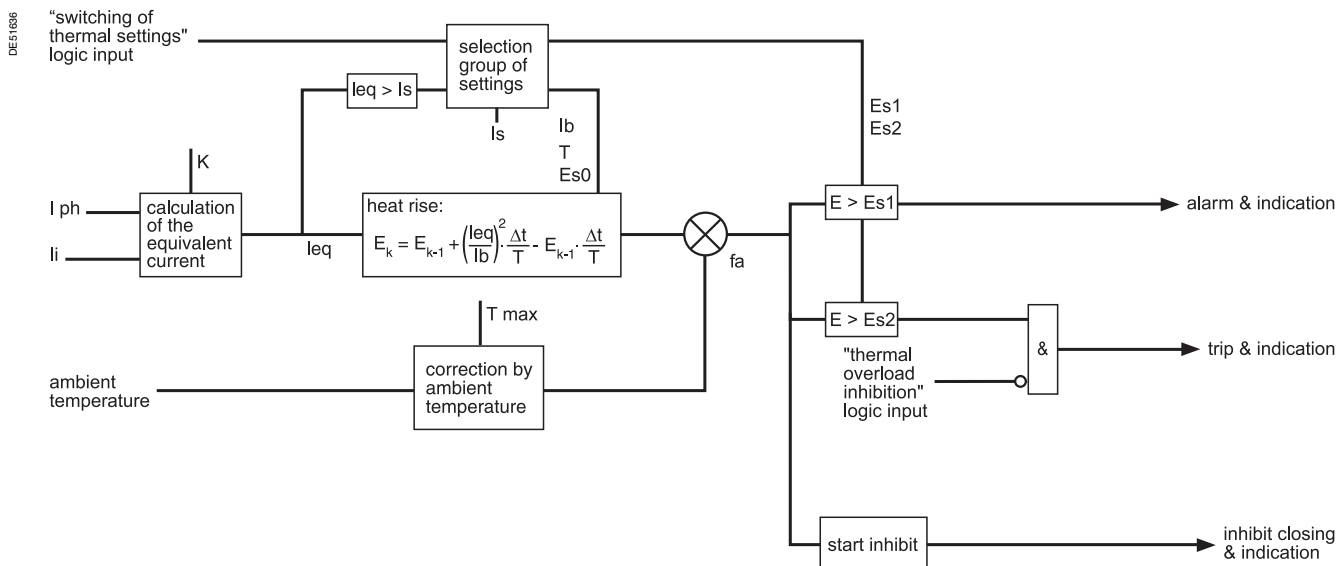 DE51636
"switching of
thermal settings"
logic input
selection
group of
settings
Ieq > Is
Is
Ib
T
Es0
Es1
Es2
K
I ph
Ii
calculation
of the
equivalent
current
Ieq
heat rise:
E_k = E_{k-1} + (Ieq/Ib)^2 · Δt/T - E_{k-1} · Δt/T
fa
E > Es1
alarm & indication
T max
E > Es2
&
trip & indication
"thermal
overload
inhibition"
logic input
ambient
temperature
correction by
ambient
temperature
start inhibit
inhibit closing
& indication